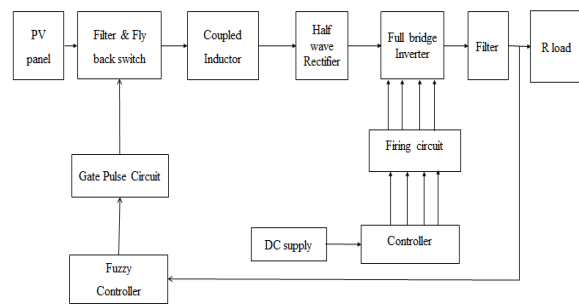 PV
panel
Filter & Fly
back switch
Coupled
Inductor
Half
wave
Rectifier
Full bridge
Inverter
Filter
R load
Firing circuit
Gate Pulse Circuit
DC supply
Controller
Fuzzy
Controller